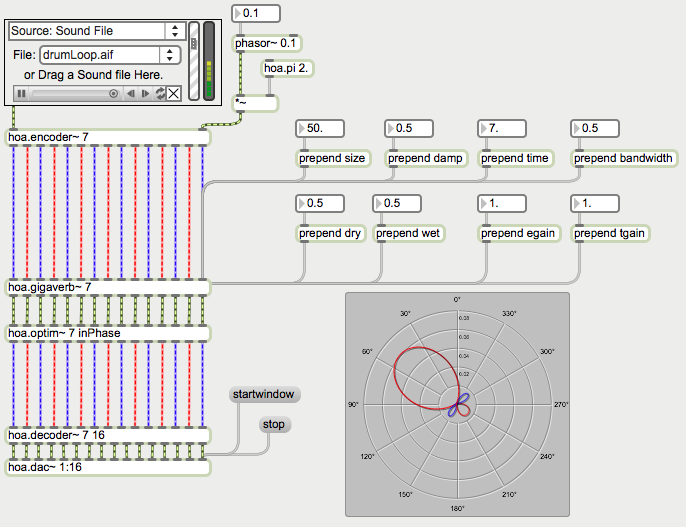 Source: Sound File
File: drumLoop.aif
or Drag a Sound file Here.
0.1
phasor~ 0.1
hoa.pi 2.
*~
hoa.encoder~ 7
50.
0.5
7.
0.5
prepend size
prepend damp
prepend time
prepend bandwidth
0.5
0.5
1.
1.
prepend dry
prepend wet
prepend egain
prepend tgain
hoa.gigaverb~ 7
hoa.optim~ 7 inPhase
startwindow
stop
hoa.decoder~ 7 16
hoa.dac~ 1:16
0°
30°
330°
0.08
0.06
60°
300°
0.04
0.02
90°
270°
120°
240°
150°
210°
180°